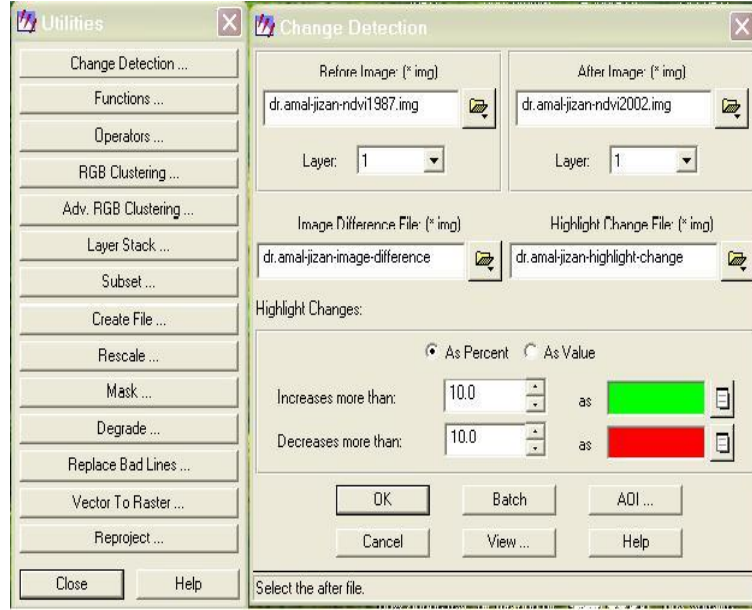 Utilities
Change Detection ...
Functions ...
Operators ...
RGB Clustering ...
Adv. RGB Clustering ...
Layer Stack ...
Subset ...
Create File ...
Rescale ...
Mask ...
Degrade ...
Replace Bad Lines ...
Vector To Raster ...
Reproject ...
Close Help
Change Detection
Before Image: (*.img) After Image: (*.img)
dr.amal-jizan-ndvi1987.img dr.amal-jizan-ndvi2002.img
Layer: 1 Layer: 1
Image Difference File: (*.img) Highlight Change File: (*.img)
dr.amal-jizan-image-difference dr.amal-jizan-highlight-change
Highlight Changes:
As Percent As Value
Increases more than: 10.0 as
Decreases more than: 10.0 as
OK Batch AOI ...
Cancel View ... Help
Select the after file.